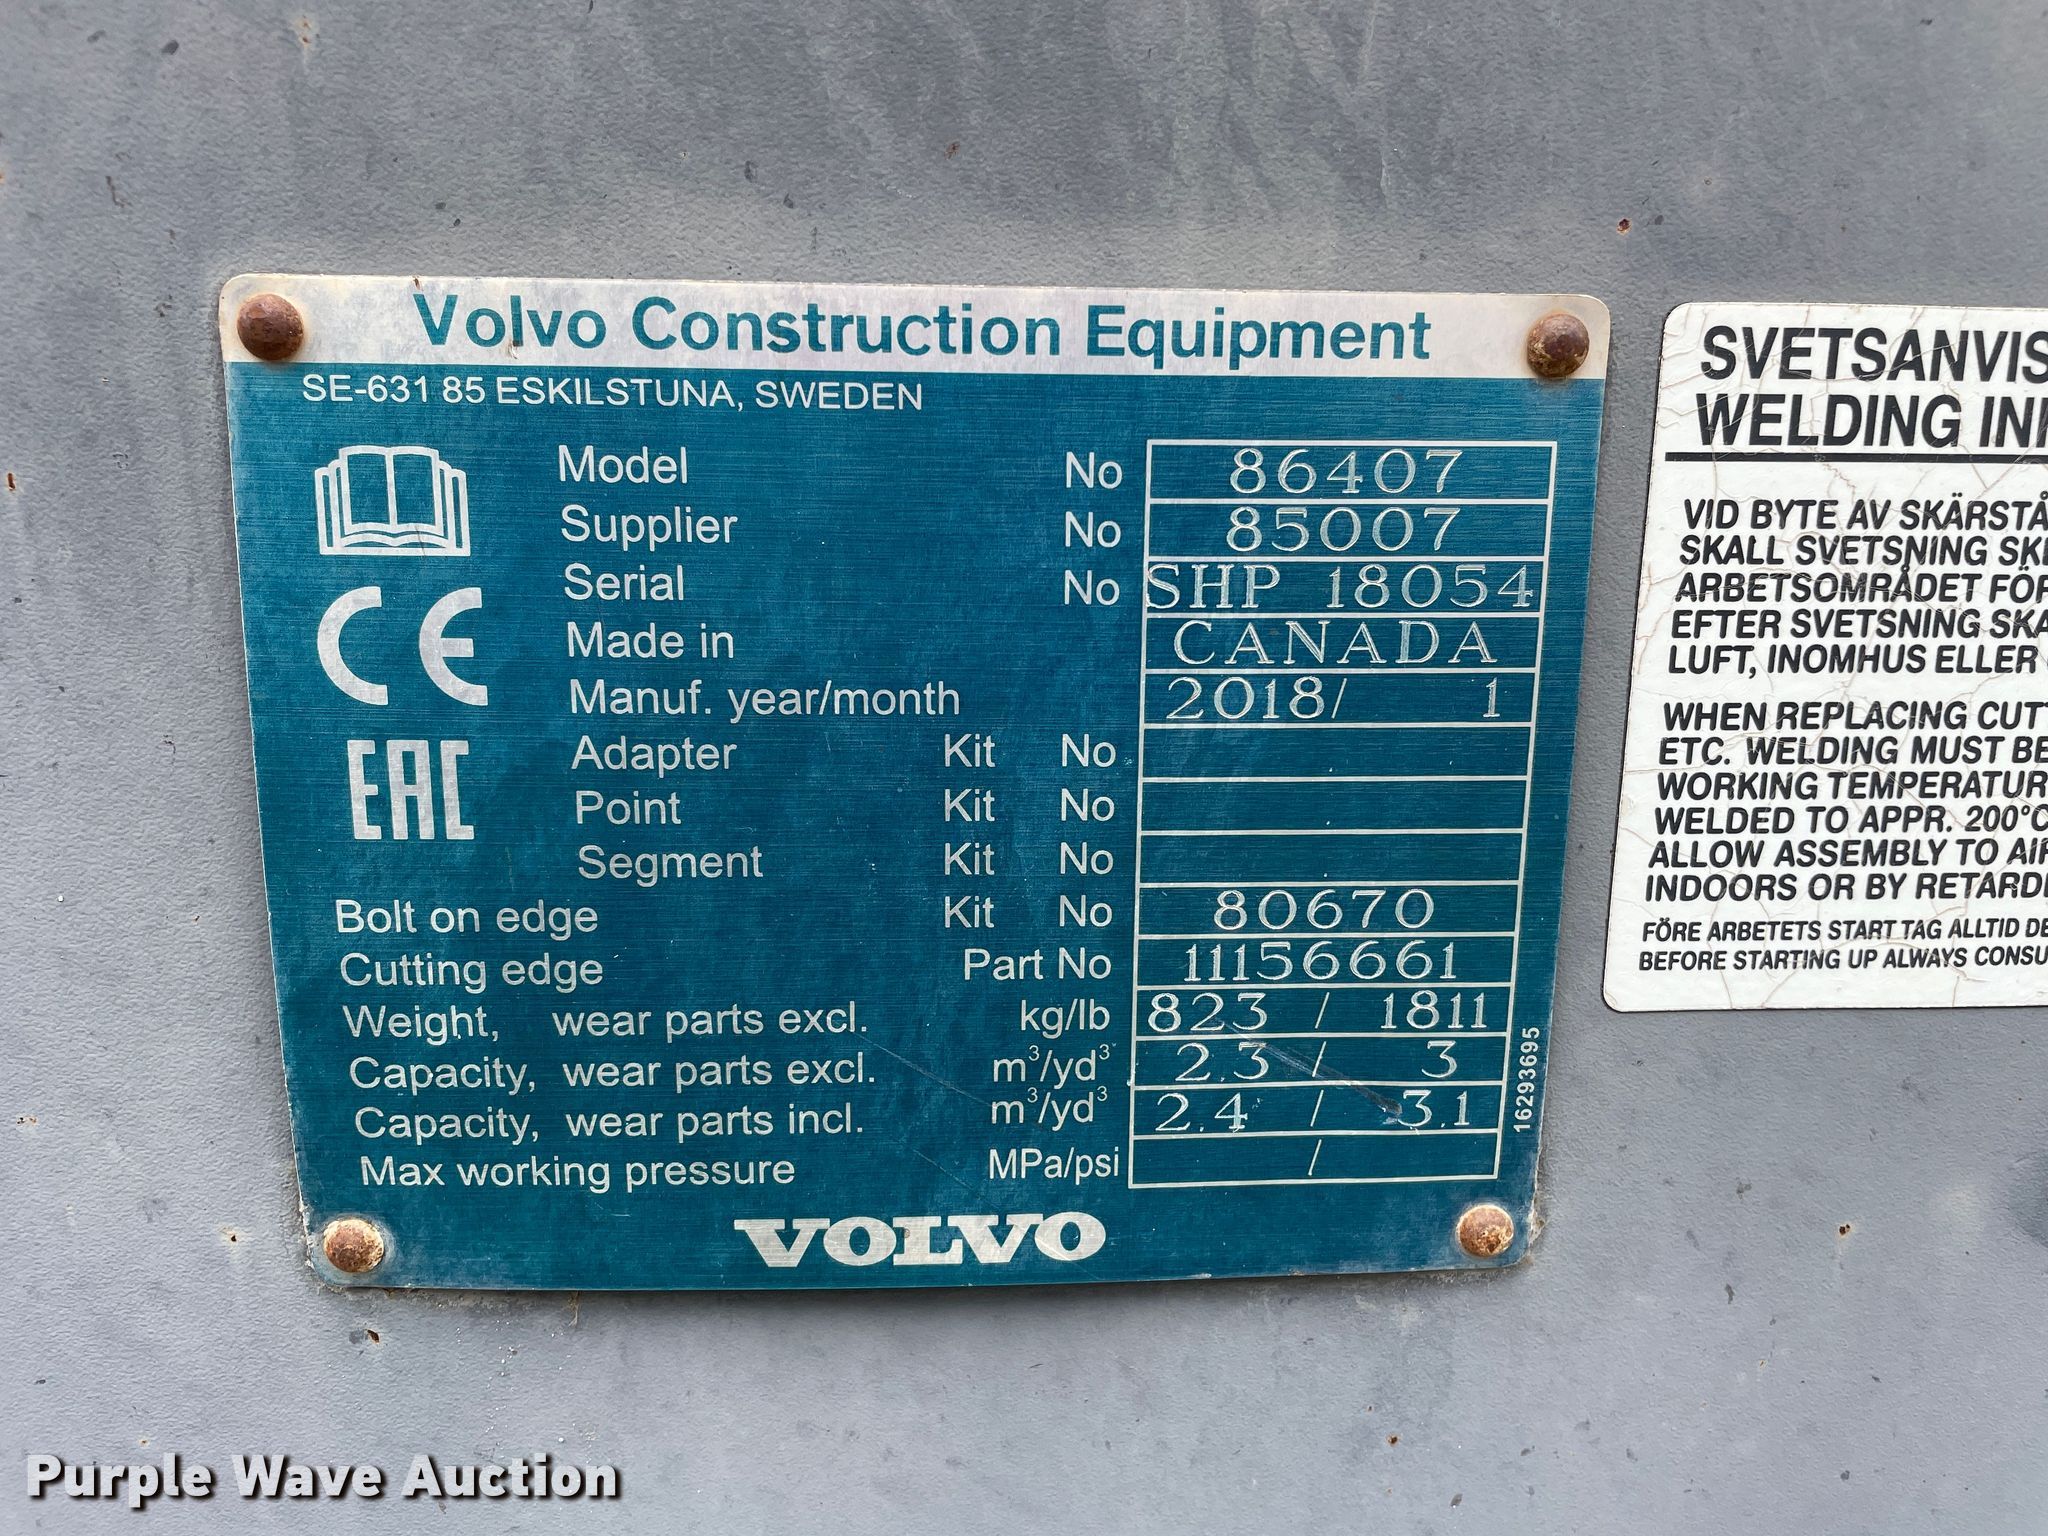 Volvo Construction Equipment
SE-631 85 ESKILSTUNA, SWEDEN
Model No 86407
Supplier No 85007
Serial No SHP 18054
Made in CANADA
Manuf. year/month 2018/ 1
CE
EAC
Adapter Kit No
Point Kit No
Segment Kit No
Bolt on edge Kit No 80670
Cutting edge Part No 11156661
Weight, wear parts excl. kg/lb 823 / 1811
Capacity, wear parts excl. m³/yd³ 2.3 / 3
Capacity, wear parts incl. m³/yd³ 2.4 / 3.1
Max working pressure MPa/psi /
16293695
VOLVO
SVETSANVIS
WELDING IN
VID BYTE AV SKÄRSTÅ
SKALL SVETSNING SK
ARBETSOMRÅDET FÖR
EFTER SVETSNING SKA
LUFT, INOMHUS ELLER
WHEN REPLACING CUT
ETC. WELDING MUST BE
WORKING TEMPERATUR
WELDED TO APPR. 200°C
ALLOW ASSEMBLY TO AIR
INDOORS OR BY RETARD
FÖRE ARBETETS START TAG ALLTID DE
BEFORE STARTING UP ALWAYS CONSU
Purple Wave Auction